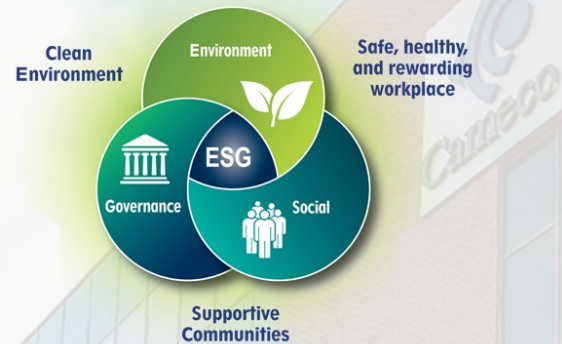 Clean
Environment
Environment
Safe, healthy,
and rewarding
workplace
Cameco
ESG
Governance
Social
Supportive
Communities